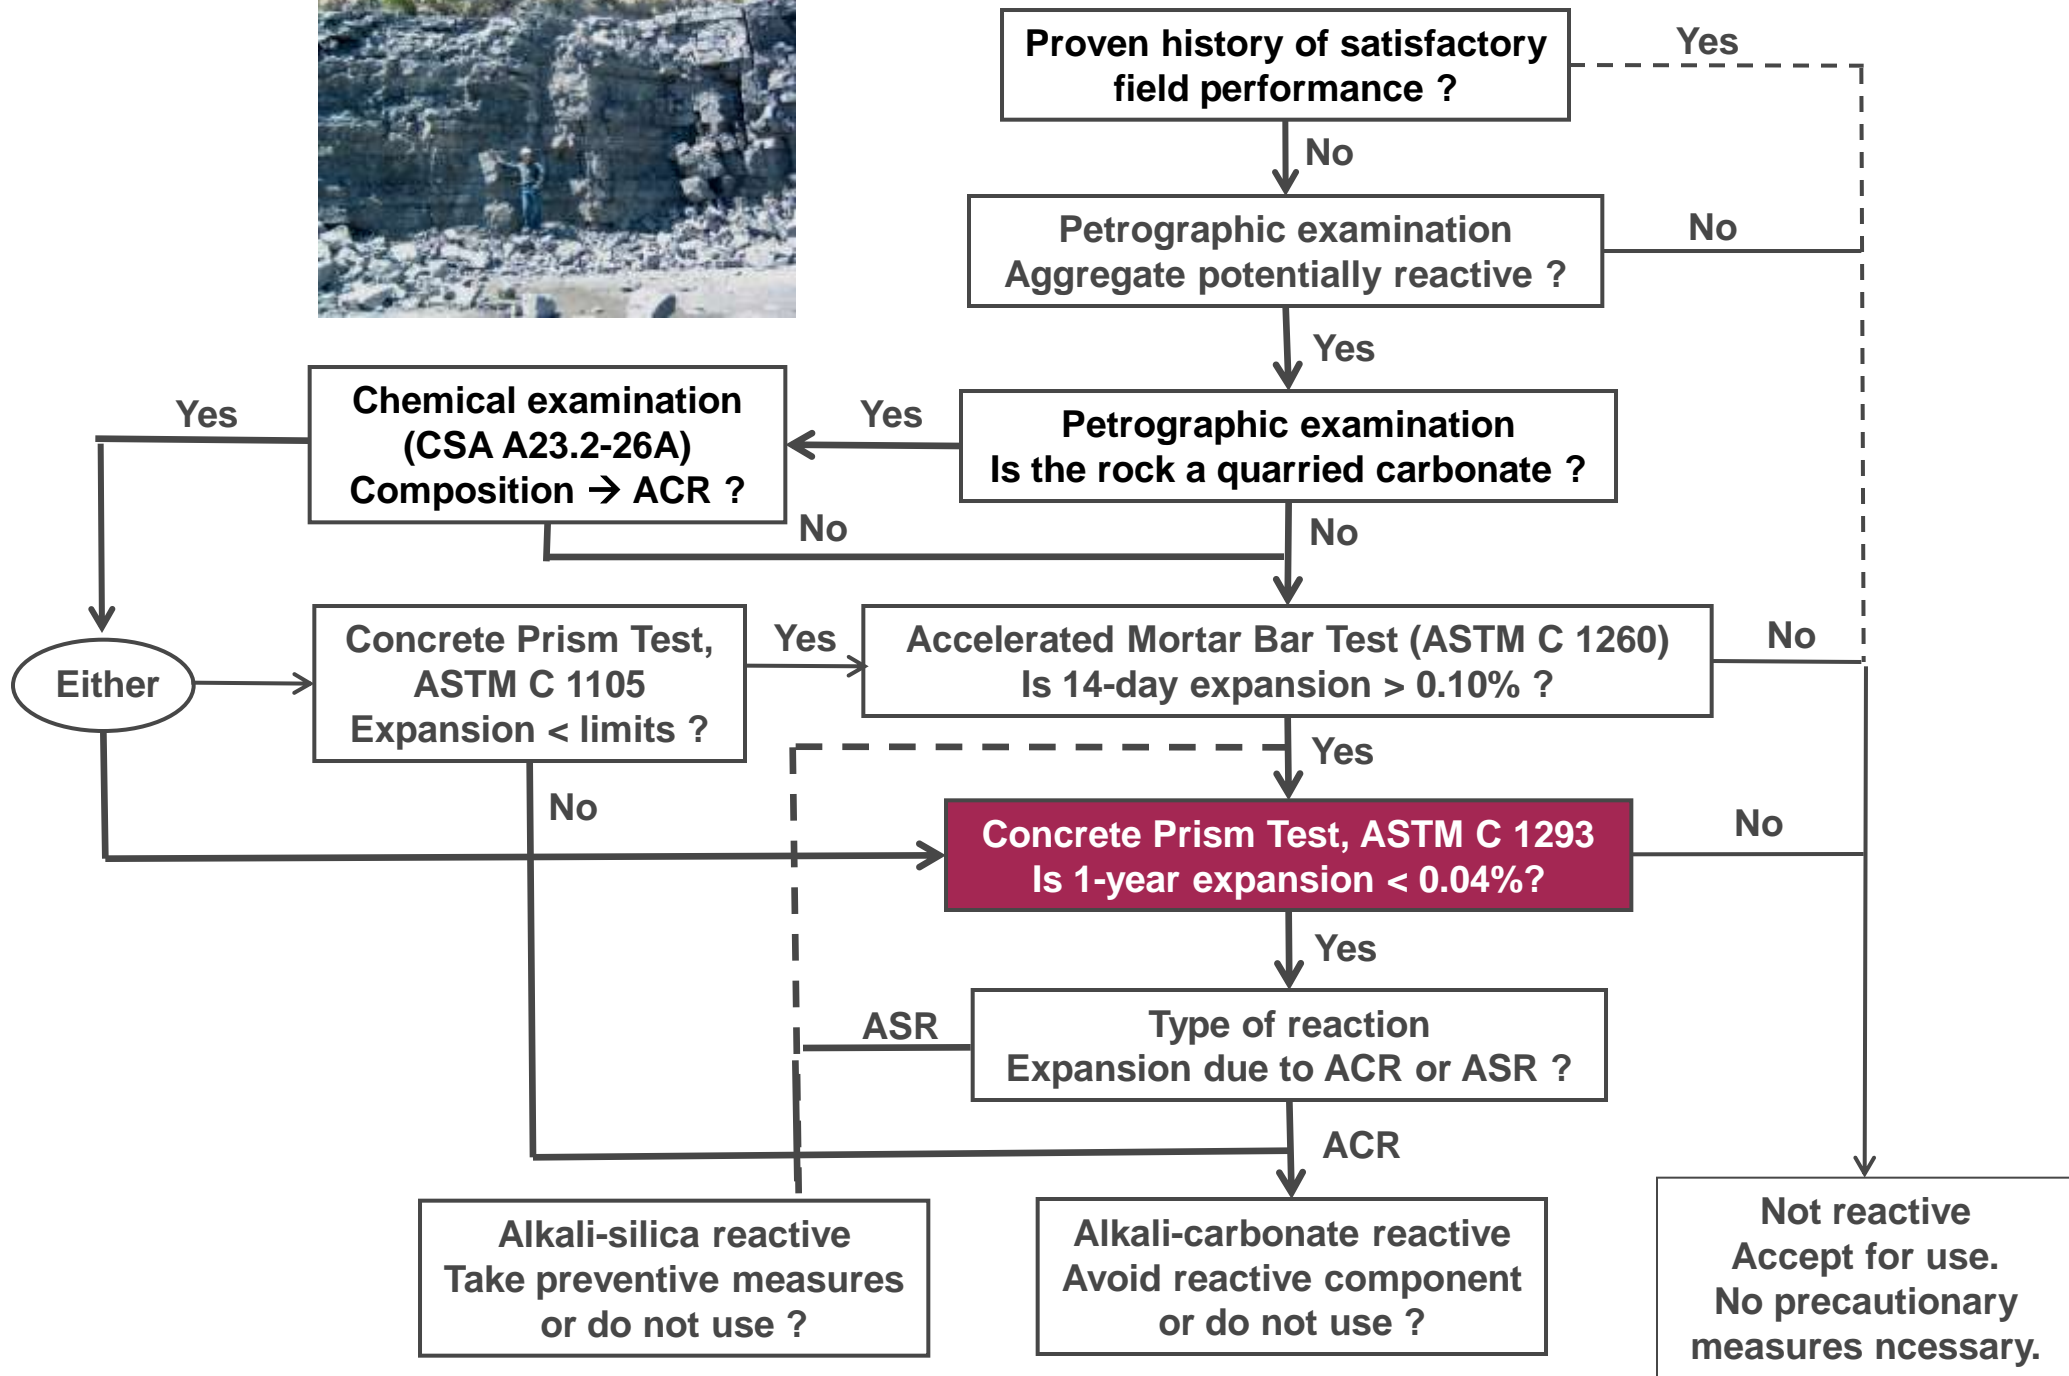 Proven history of satisfactory
field performance ?
Yes
No
Petrographic examination
Aggregate potentially reactive ?
No
Yes
Chemical examination
(CSA A23.2-26A)
Composition → ACR ?
Yes
Yes
Petrographic examination
Is the rock a quarried carbonate ?
No
No
Either
Concrete Prism Test,
ASTM C 1105
Expansion < limits ?
Yes
Accelerated Mortar Bar Test (ASTM C 1260)
Is 14-day expansion > 0.10% ?
No
Yes
No
Concrete Prism Test, ASTM C 1293
Is 1-year expansion < 0.04%?
No
Yes
ASR
Type of reaction
Expansion due to ACR or ASR ?
ACR
Alkali-silica reactive
Take preventive measures
or do not use ?
Alkali-carbonate reactive
Avoid reactive component
or do not use ?
Not reactive
Accept for use.
No precautionary
measures ncessary.